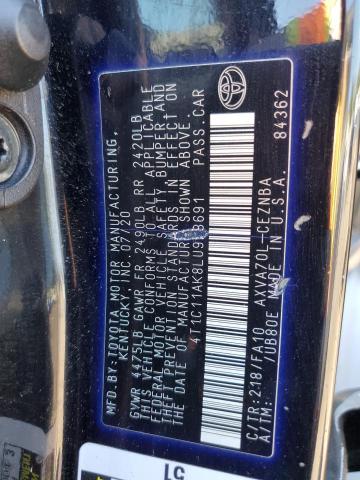 MFD. BY: TOYOTA MOTOR MANUFACTURING,
KENTUCKY, INC. 07/20
GVWR 4475LB GAWR FR 2490LB RR 2420LB
THIS VEHICLE CONFORMS TO ALL APPLICABLE
FEDERAL MOTOR VEHICLE SAFETY, BUMPER, AND
THEFT PREVENTION STANDARDS IN EFFECT ON
THE DATE OF MANUFACTURE SHOWN ABOVE.
PASS. CAR
C/TR: 218/FA10 AXVA70L-CEZNBA
A/TM: /UB80E MADE IN U.S.A.
84362